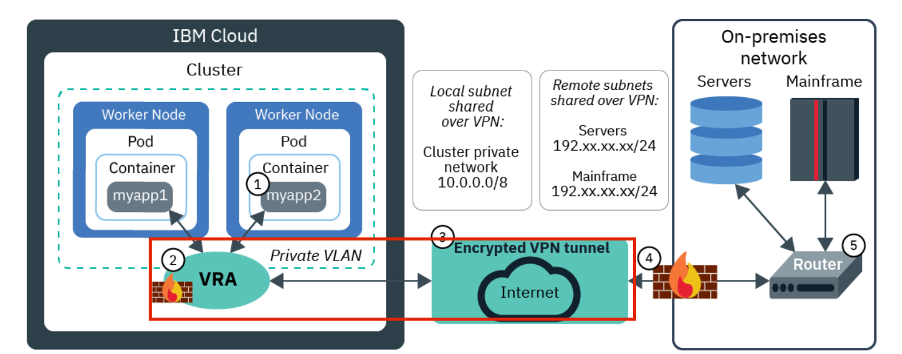 IBM Cloud
Cluster
Worker Node
Pod
Container
myapp1
Worker Node
Pod
Container
1
myapp2
2
VRA
Private VLAN
Local subnet
shared
over VPN:
Cluster private
network
10.0.0.0/8
Remote subnets
shared over VPN:
Servers
192.xx.xx.xx/24
Mainframe
192.xx.xx.xx/24
3
Encrypted VPN tunnel
Internet
4
On-premises
network
Servers
Mainframe
Router
5